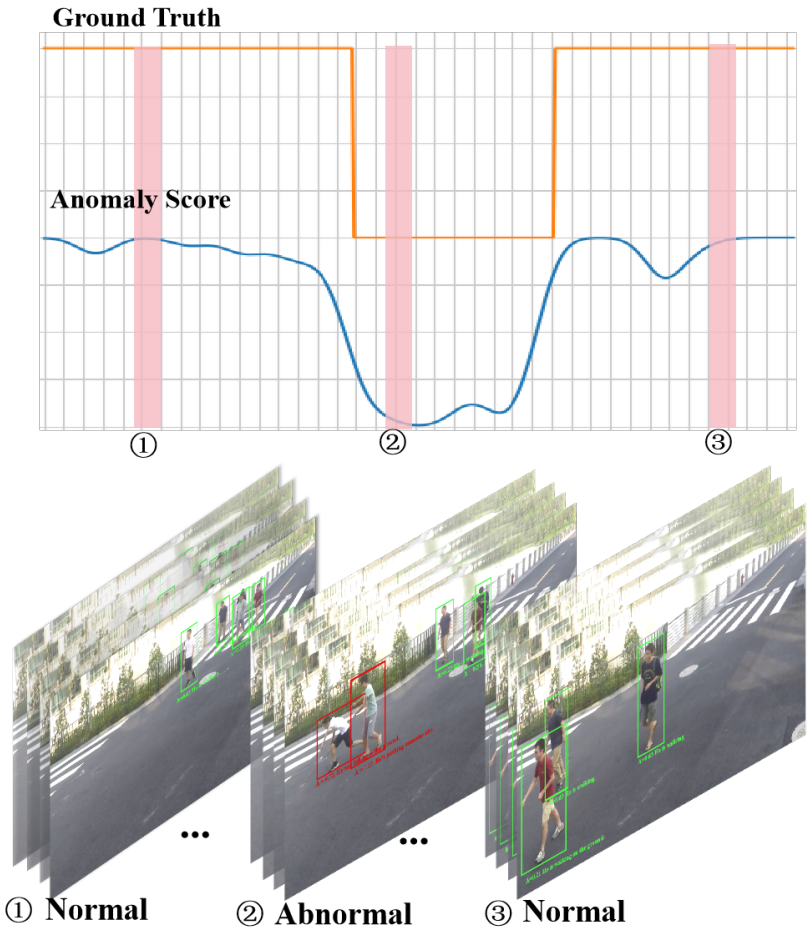 Ground Truth
Anomaly Score
① ② ③
... ...
① Normal ② Abnormal ③ Normal